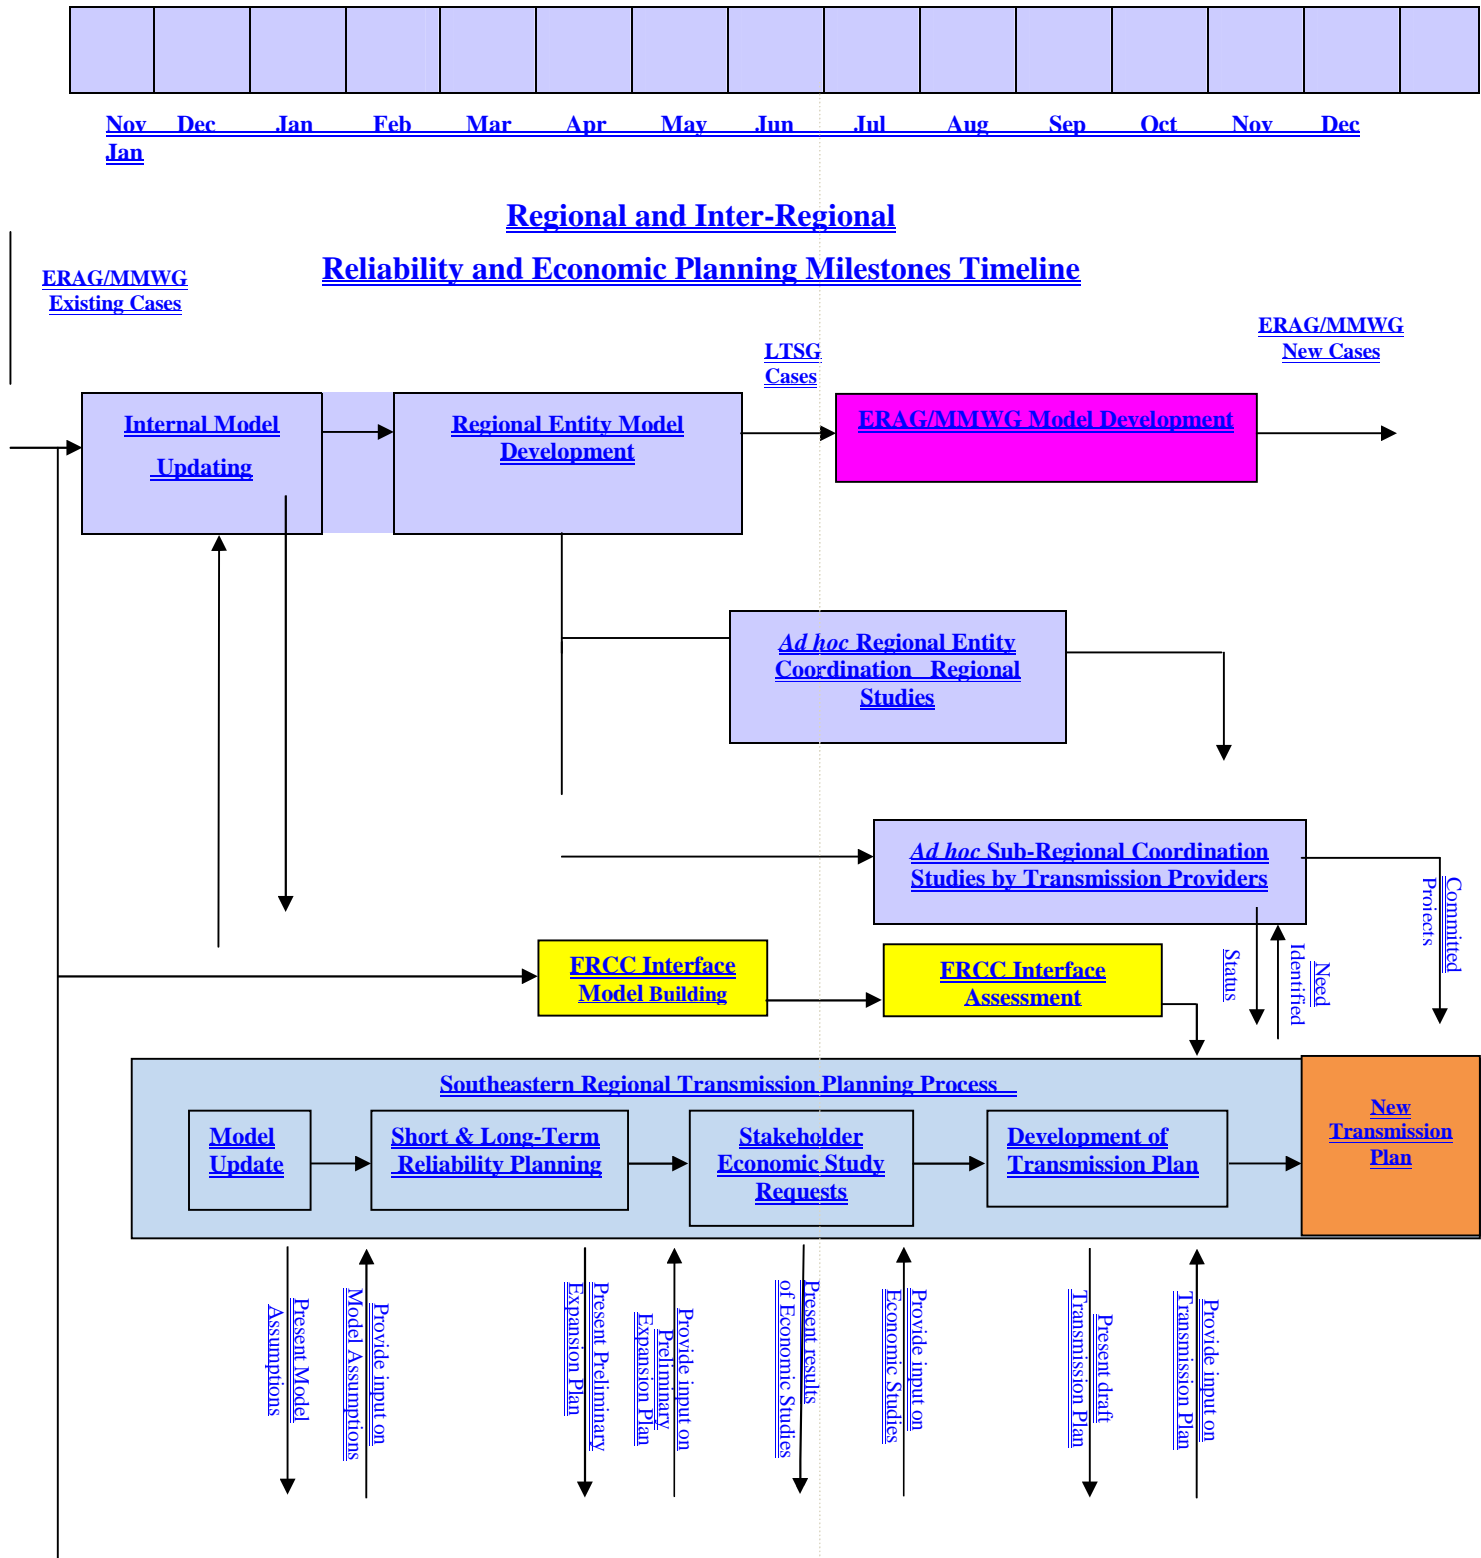 Nov Dec Jan Feb Mar Apr May Jun Jul Aug Sep Oct Nov Dec
Jan
Regional and Inter-Regional
Reliability and Economic Planning Milestones Timeline
ERAG/MMWG
Existing Cases
LTSG
Cases
ERAG/MMWG
New Cases
Internal Model
Updating
Regional Entity Model
Development
ERAG/MMWG Model Development
Ad hoc Regional Entity
Coordination Regional
Studies
Ad hoc Sub-Regional Coordination
Studies by Transmission Providers
Committed
Projects
Status
Need
Identified
FRCC Interface
Model Building
FRCC Interface
Assessment
Southeastern Regional Transmission Planning Process
Model
Update
Short & Long-Term
Reliability Planning
Stakeholder
Economic Study
Requests
Development of
Transmission Plan
New
Transmission
Plan
Present Model
Assumptions
Provide input on
Model Assumptions
Present Preliminary
Expansion Plan
Provide input on
Preliminary
Expansion Plan
Present results
of Economic Studies
Provide input on
Economic Studies
Present draft
Transmission Plan
Provide input on
Transmission Plan